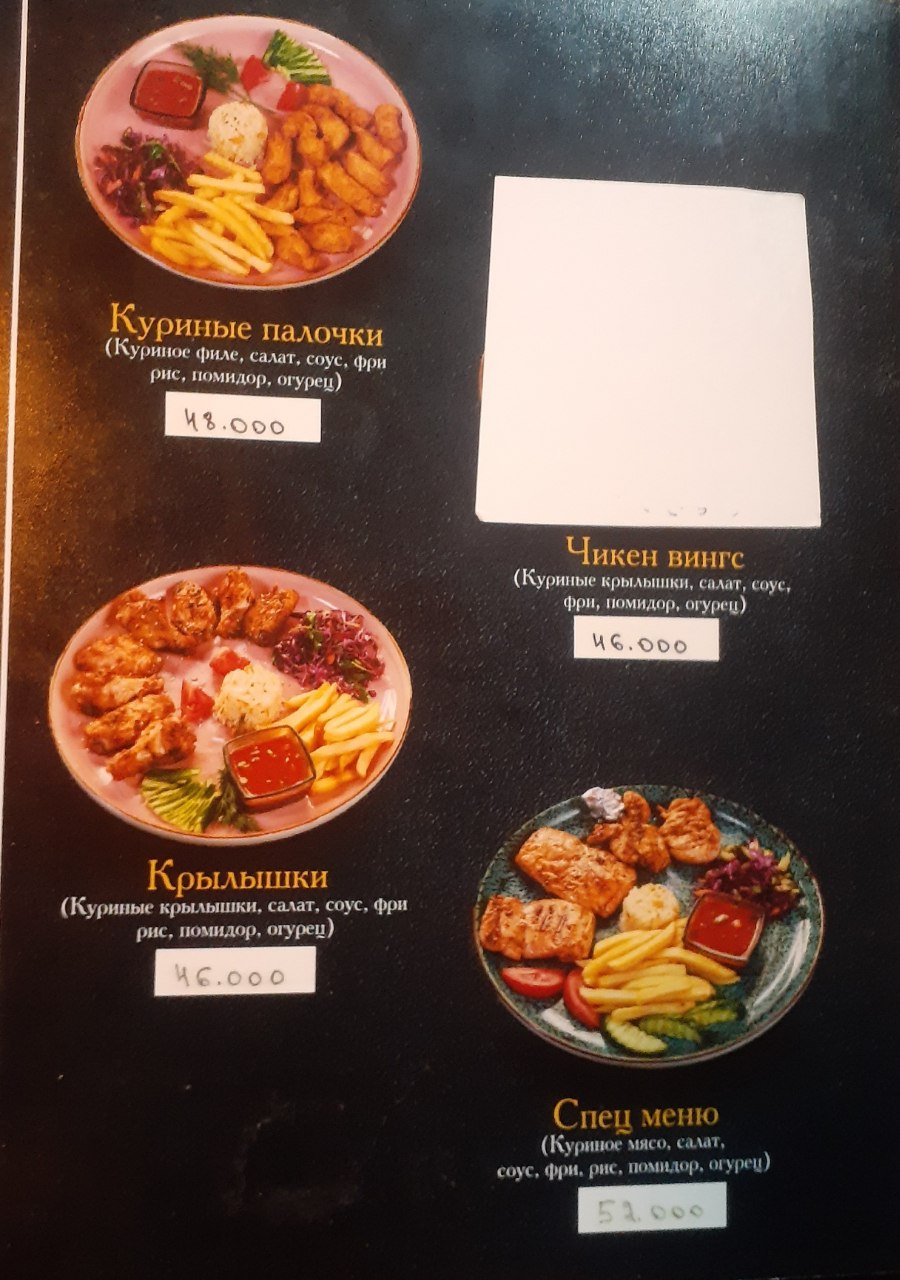 Куриные палочки
(Куриное филе, салат, соус, фри
рис, помидор, огурец)
48.000
Чикен вингс
(Куриные крылышки, салат, соус,
фри, помидор, огурец)
46.000
Крылышки
(Куриные крылышки, салат, соус, фри
рис, помидор, огурец)
46.000
Спец меню
(Куриное мясо, салат,
соус, фри, рис, помидор, огурец)
52.000